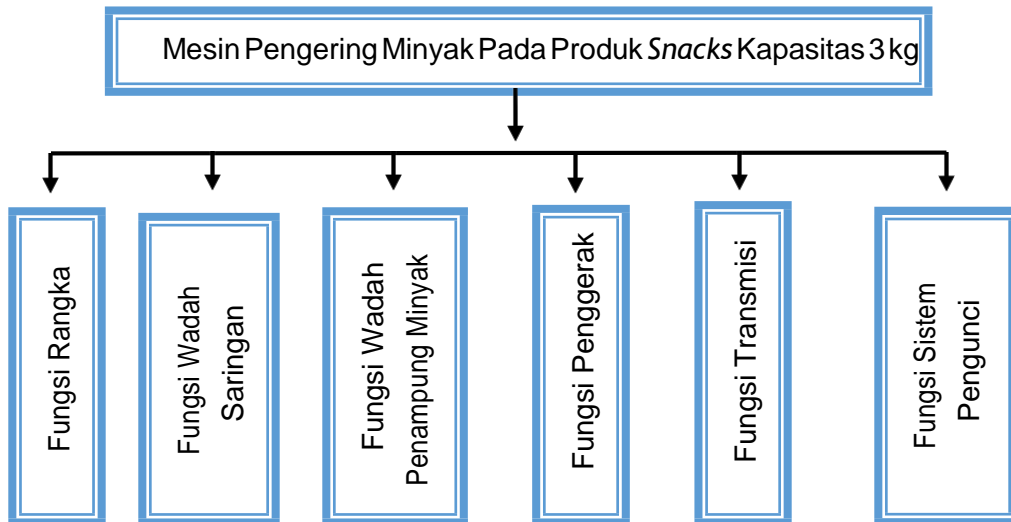 Mesin Pengering Minyak Pada Produk Snacks Kapasitas 3 kg
Fungsi Rangka
Fungsi Wadah
Saringan
Fungsi Wadah
Penampung Minyak
Fungsi Penggerak
Fungsi Transmisi
Fungsi Sistem
Pengunci